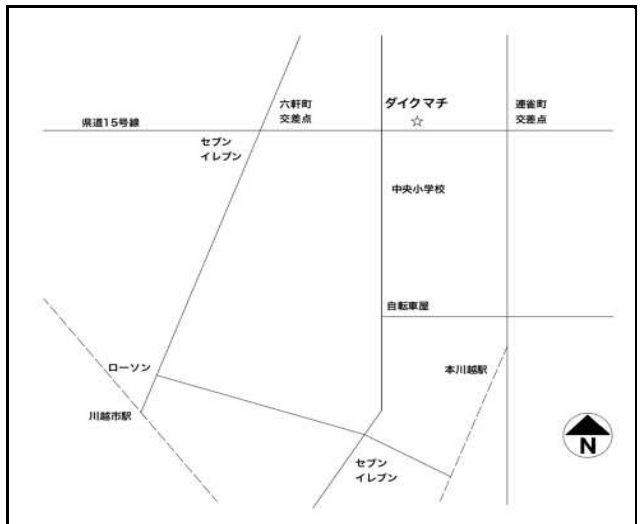 六軒町
交差点
ダイクマチ
☆
連雀町
交差点
県道15号線
セブン
イレブン
中央小学校
自転車屋
ローソン
本川越駅
川越市駅
セブン
イレブン
N